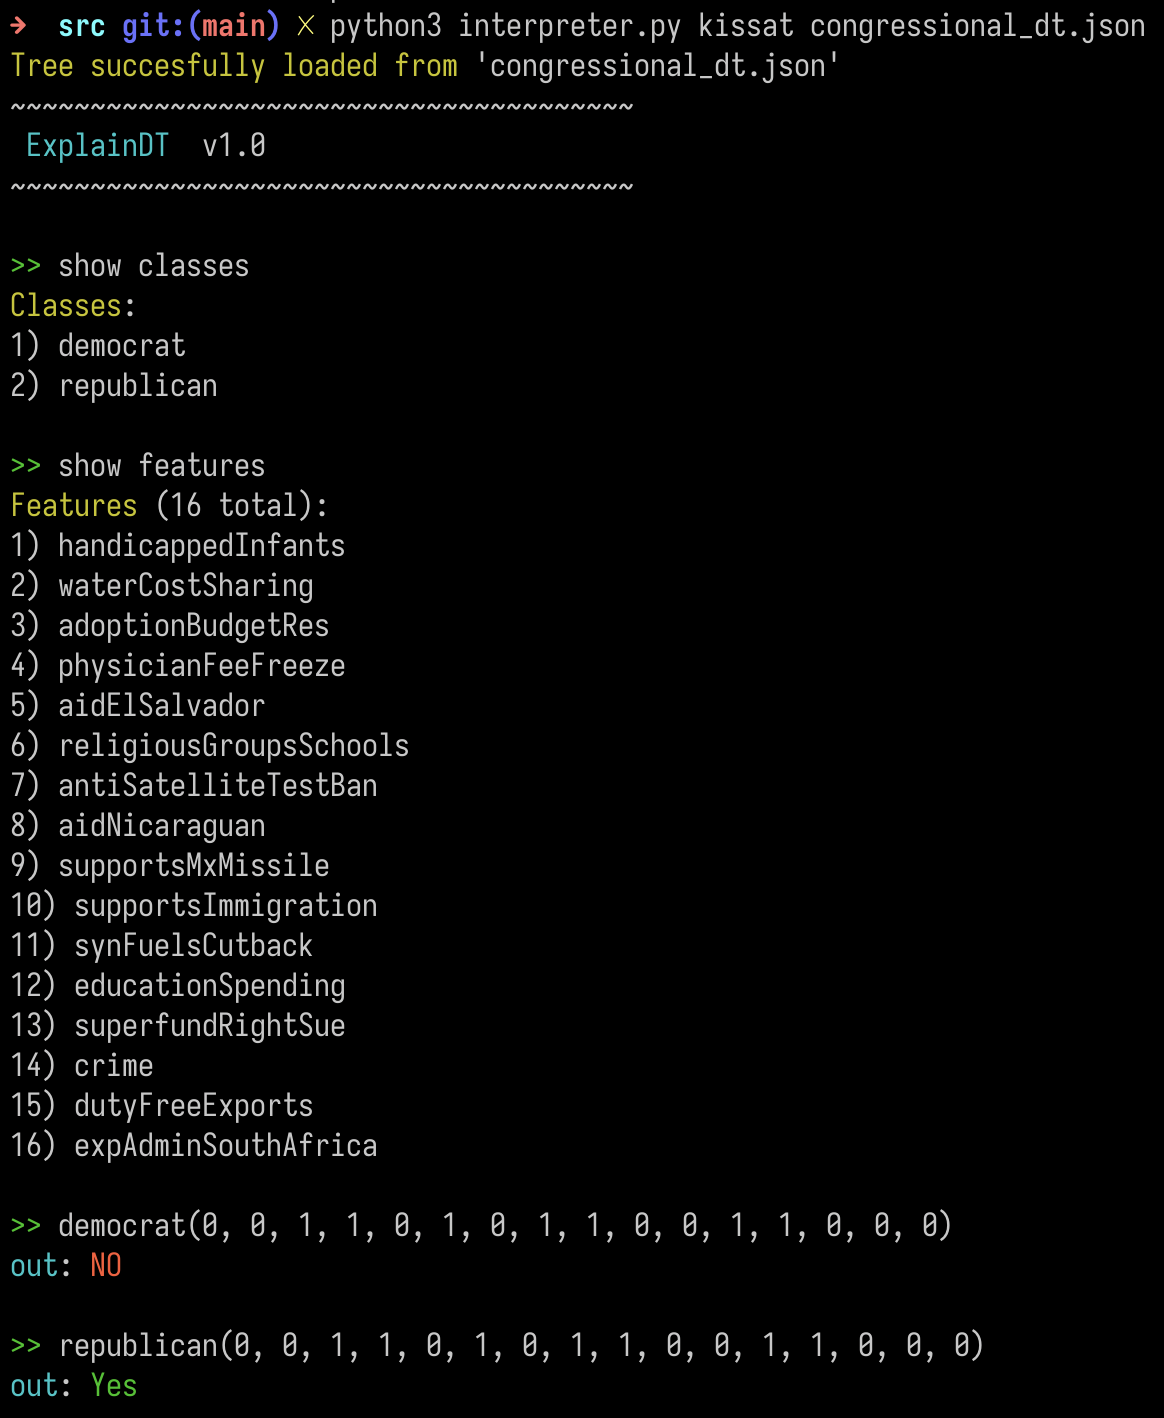 ➜ src git:(main) ✗ python3 interpreter.py kissat congressional_dt.json
Tree succesfully loaded from 'congressional_dt.json'
~~~~~~~~~~~~~~~~~~~~~~~~~~~~~~~~~~~~~~~
ExplainDT v1.0
~~~~~~~~~~~~~~~~~~~~~~~~~~~~~~~~~~~~~~~
>> show classes
Classes:
1) democrat
2) republican
>> show features
Features (16 total):
1) handicappedInfants
2) waterCostSharing
3) adoptionBudgetRes
4) physicianFeeFreeze
5) aidElSalvador
6) religiousGroupsSchools
7) antiSatelliteTestBan
8) aidNicaraguan
9) supportsMxMissile
10) supportsImmigration
11) synFuelsCutback
12) educationSpending
13) superfundRightSue
14) crime
15) dutyFreeExports
16) expAdminSouthAfrica
>> democrat(0, 0, 1, 1, 0, 1, 0, 1, 1, 0, 0, 1, 1, 0, 0, 0)
out: NO
>> republican(0, 0, 1, 1, 0, 1, 0, 1, 1, 0, 0, 1, 1, 0, 0, 0)
out: Yes